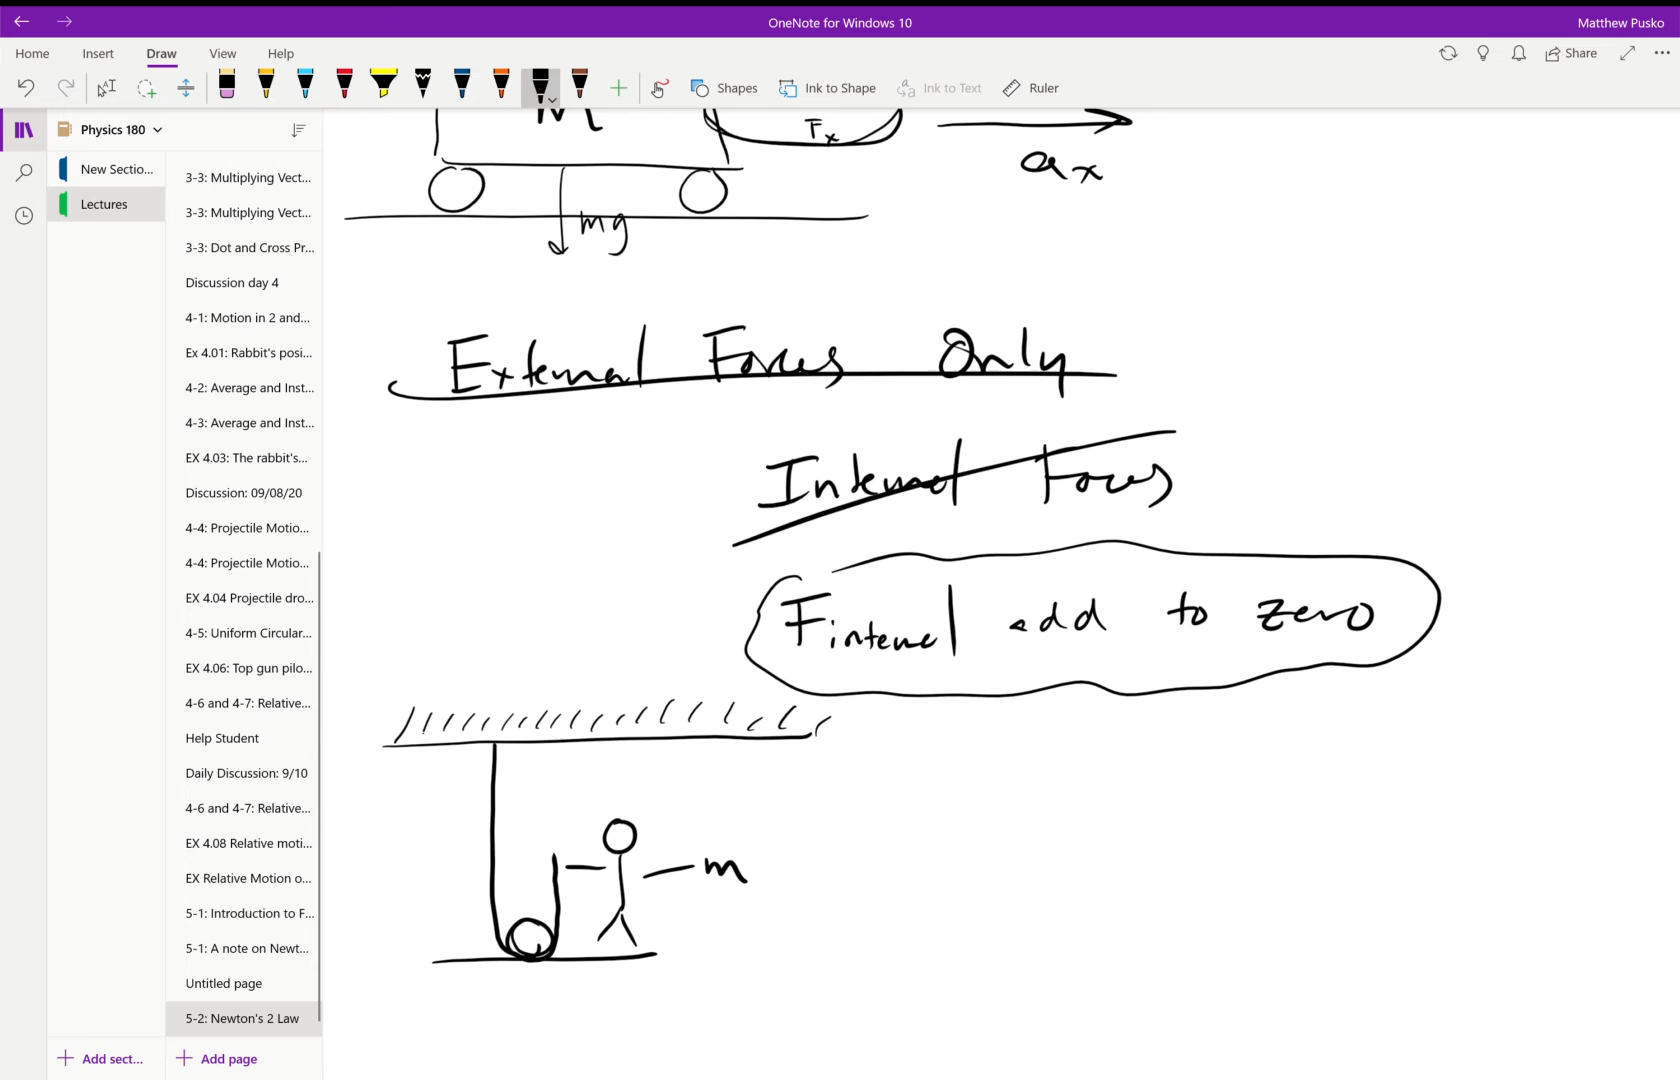 OneNote for Windows 10
Matthew Pusko
Home Insert Draw View Help
Share
Shapes Ink to Shape Ink to Text Ruler
Physics 180
New Sectio...
Lectures
3-3: Multiplying Vect...
3-3: Multiplying Vect...
3-3: Dot and Cross Pr...
Discussion day 4
4-1: Motion in 2 and...
Ex 4.01: Rabbit's posi...
4-2: Average and Inst...
4-3: Average and Inst...
EX 4.03: The rabbit's...
Discussion: 09/08/20
4-4: Projectile Motio...
4-4: Projectile Motio...
EX 4.04 Projectile dro...
4-5: Uniform Circular...
EX 4.06: Top gun pilo...
4-6 and 4-7: Relative...
Help Student
Daily Discussion: 9/10
4-6 and 4-7: Relative...
EX 4.08 Relative moti...
EX Relative Motion o...
5-1: Introduction to F...
5-1: A note on Newt...
Untitled page
5-2: Newton's 2 Law
Add sect...
Add page
m
Fx
ax
mg
External Forces Only
Internal Forces
Finternal add to zero
m